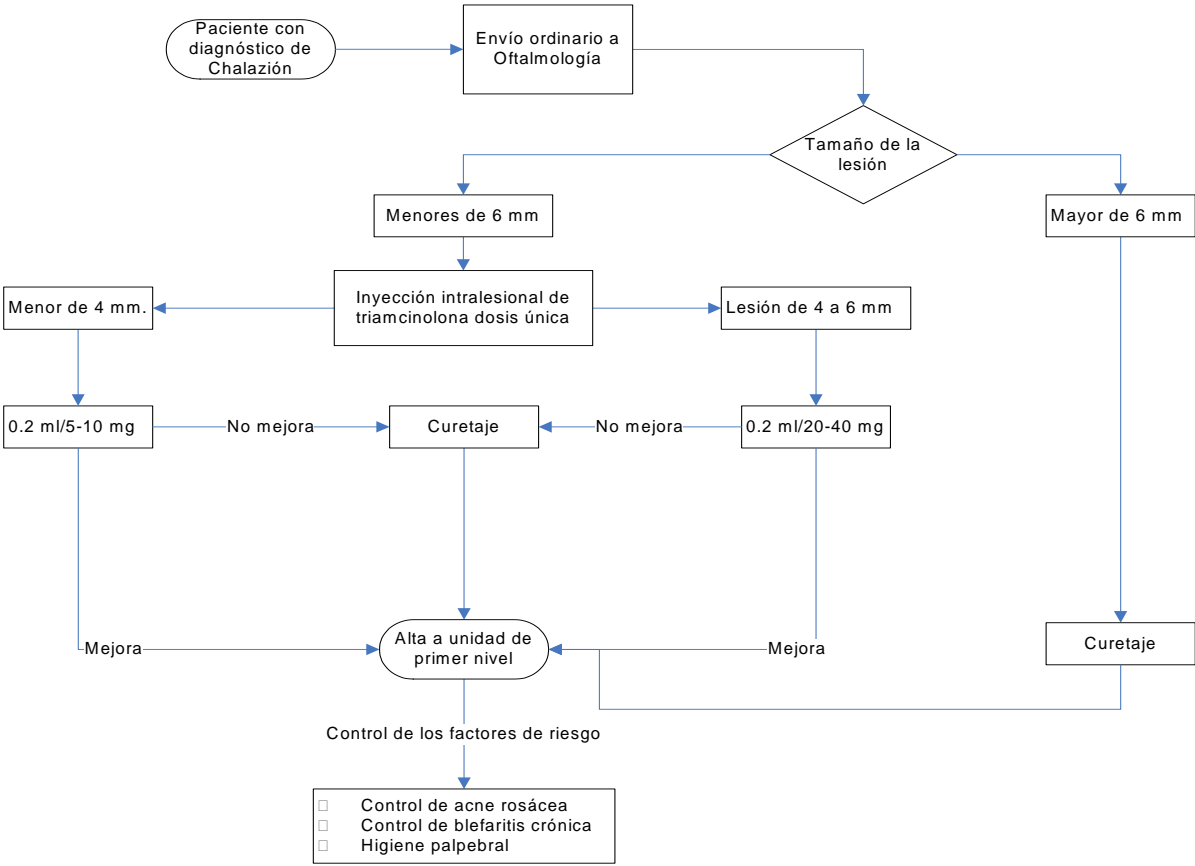 Paciente con
diagnóstico de
Chalazión
Envío ordinario a
Oftalmología
Tamaño de la
lesión
Menores de 6 mm
Mayor de 6 mm
Inyección intralesional de
triamcinolona dosis única
Menor de 4 mm.
Lesión de 4 a 6 mm
0.2 ml/5-10 mg
No mejora
Curetaje
No mejora
0.2 ml/20-40 mg
Mejora
Alta a unidad de
primer nivel
Mejora
Curetaje
Control de los factores de riesgo
Control de acne rosácea
Control de blefaritis crónica
Higiene palpebral